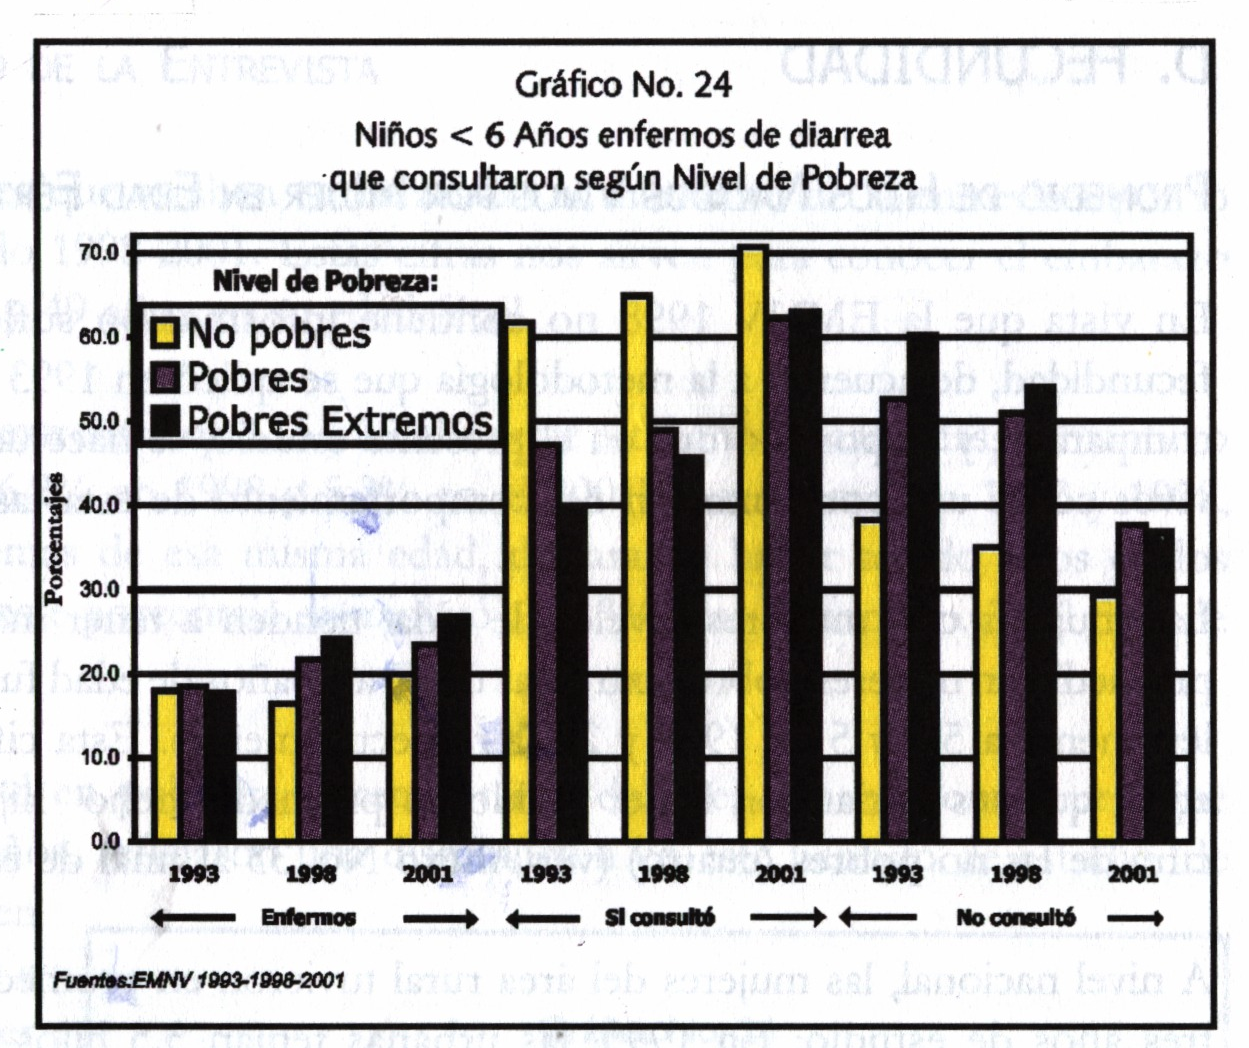 Gráfico No. 24
Niños < 6 Años enfermos de diarrea
que consultaron según Nivel de Pobreza
Nivel de Pobreza:
No pobres
Pobres
Pobres Extremos
Porcentajes
70.0
60.0
50.0
40.0
30.0
20.0
10.0
0.0
1993 1998 2001 1993 1998 2001 1993 1998 2001
Enfermos Si consultó No consultó
Fuentes:EMNV 1993-1998-2001